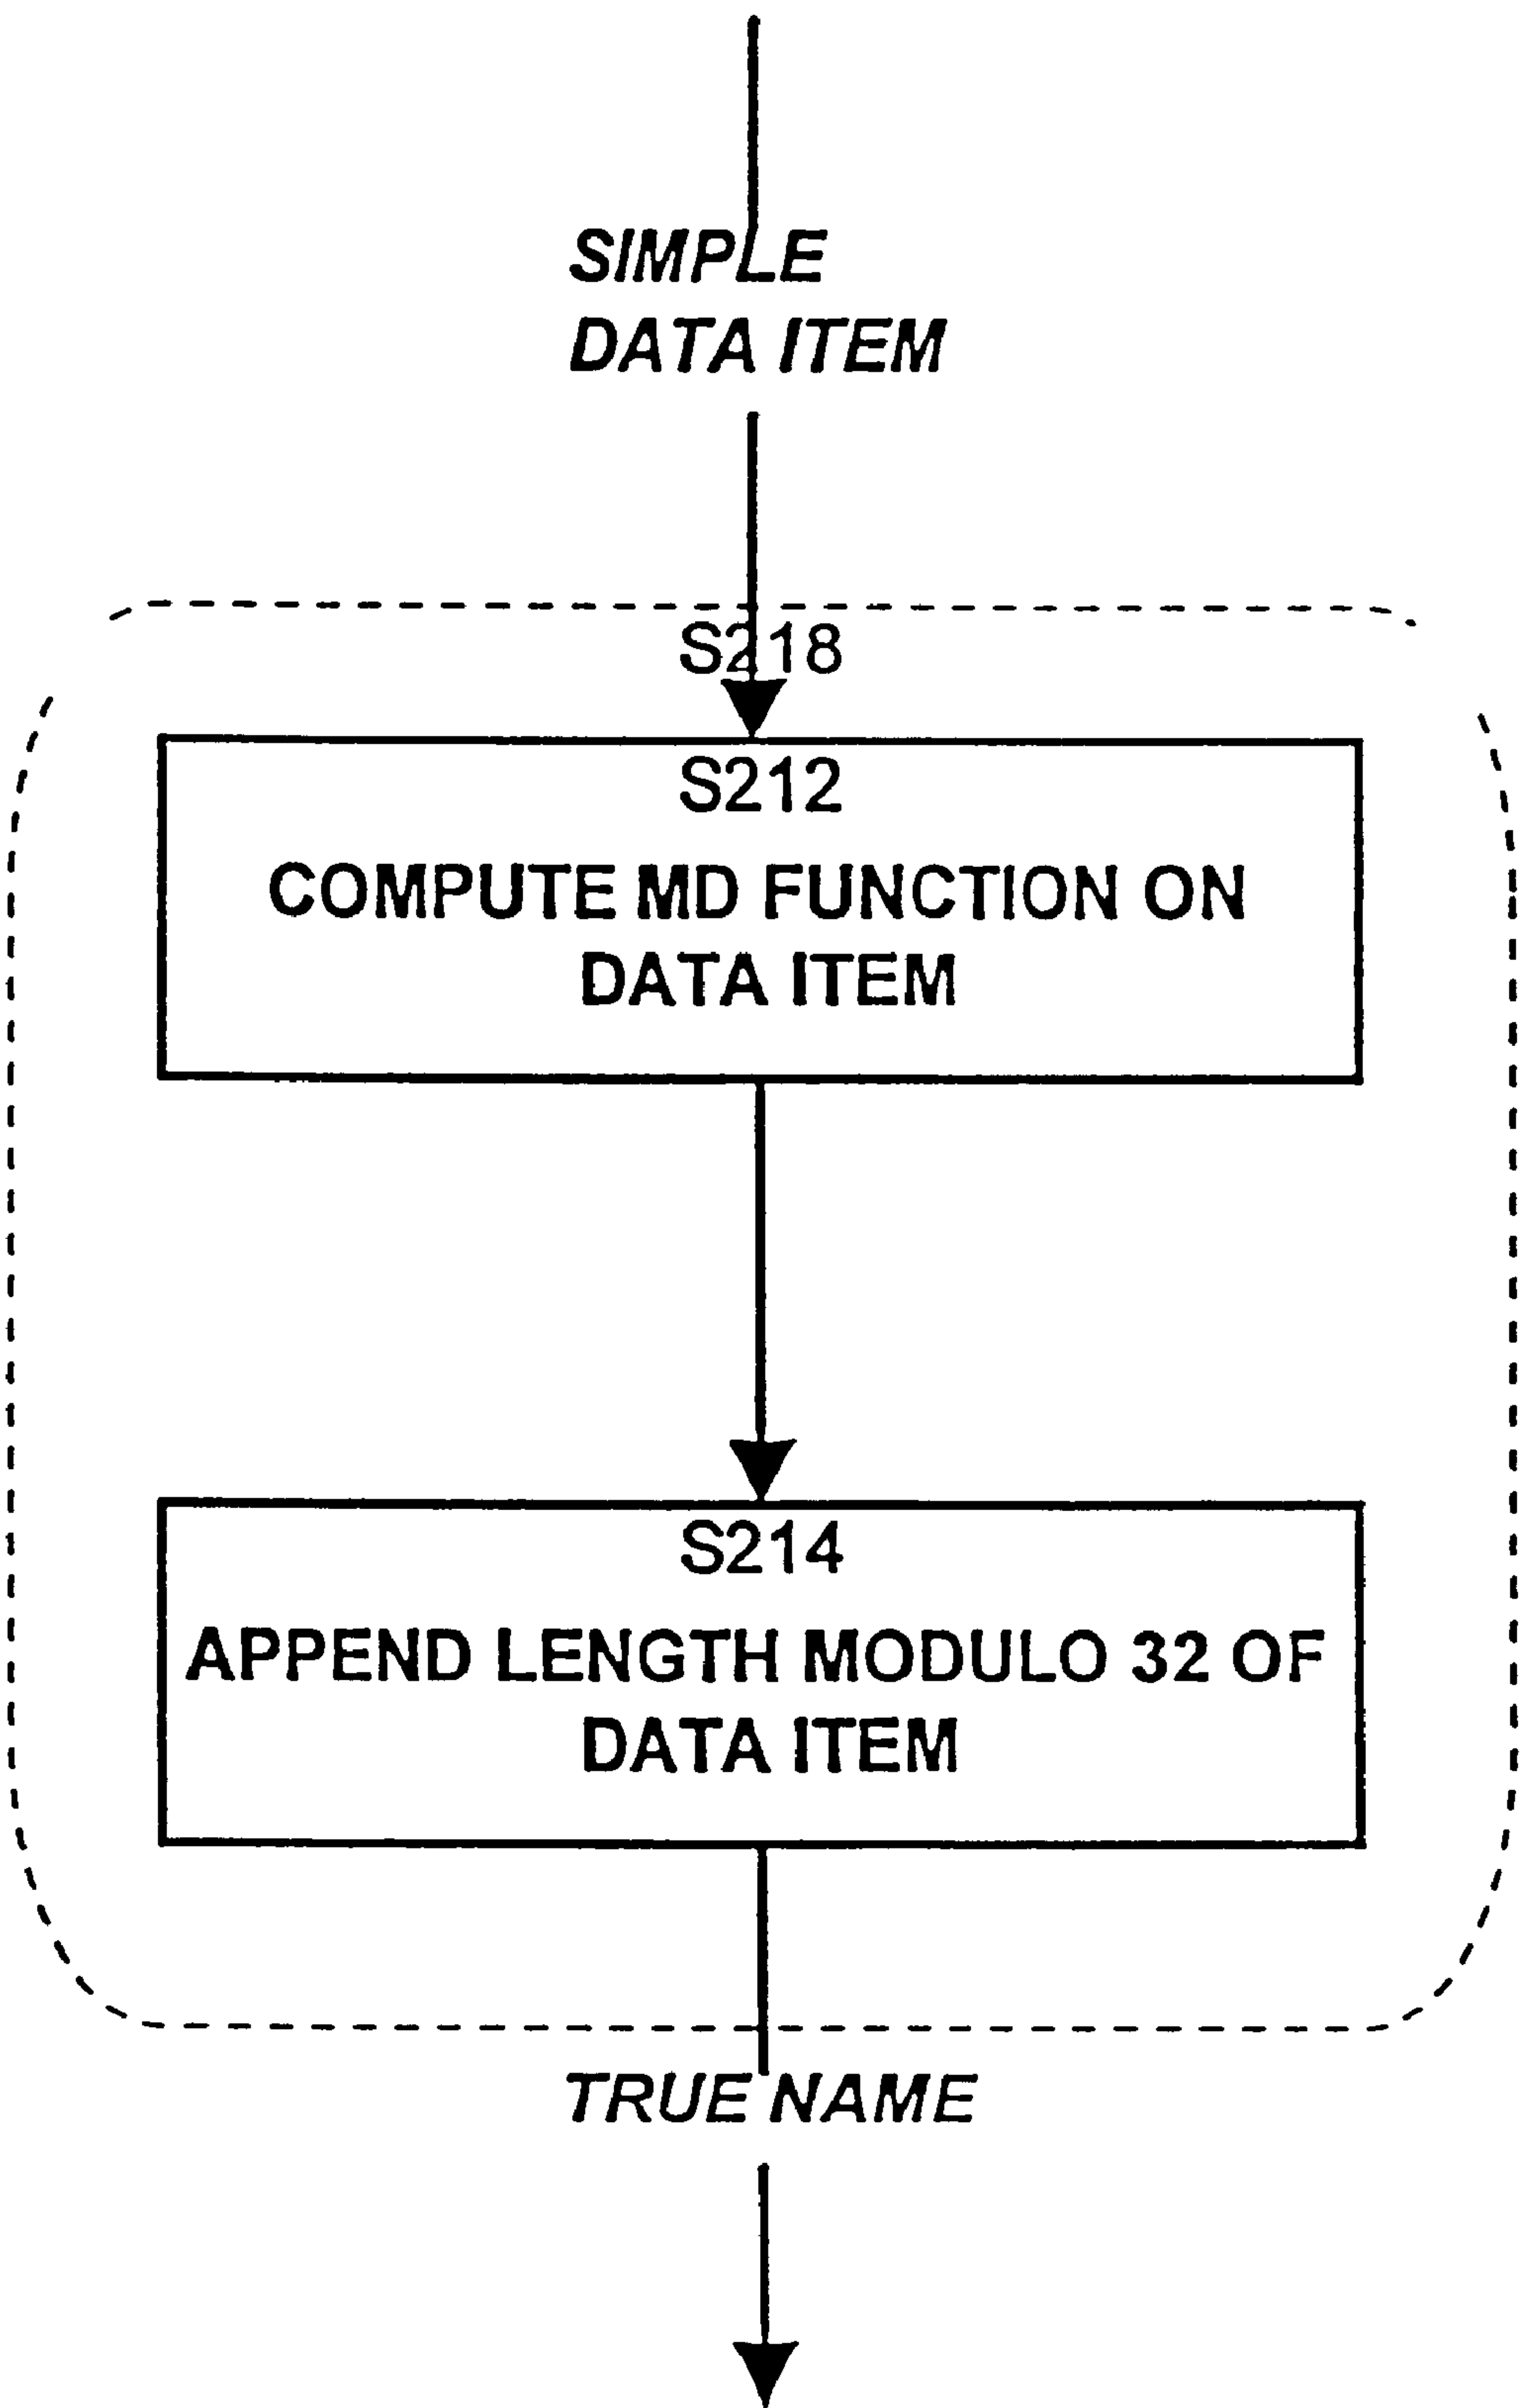 SIMPLE
DATA ITEM
S218
S212
COMPUTE MD FUNCTION ON
DATA ITEM
S214
APPEND LENGTH MODULO 32 OF
DATA ITEM
TRUE NAME